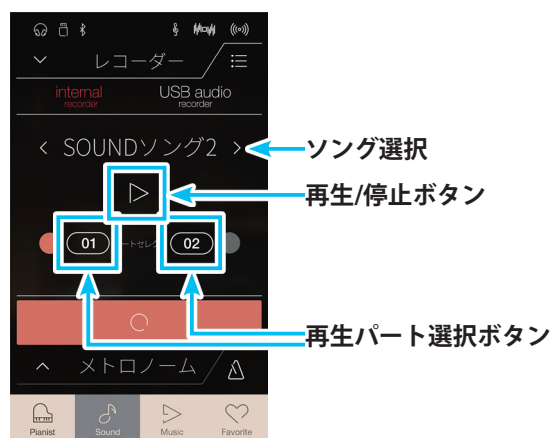 レコーダー
internal
recorder
USB audio
recorder
SOUNDソング2
ソング選択
再生/停止ボタン
01
02
再生パート選択ボタン
メトロノーム
Pianist
Sound
Music
Favorite